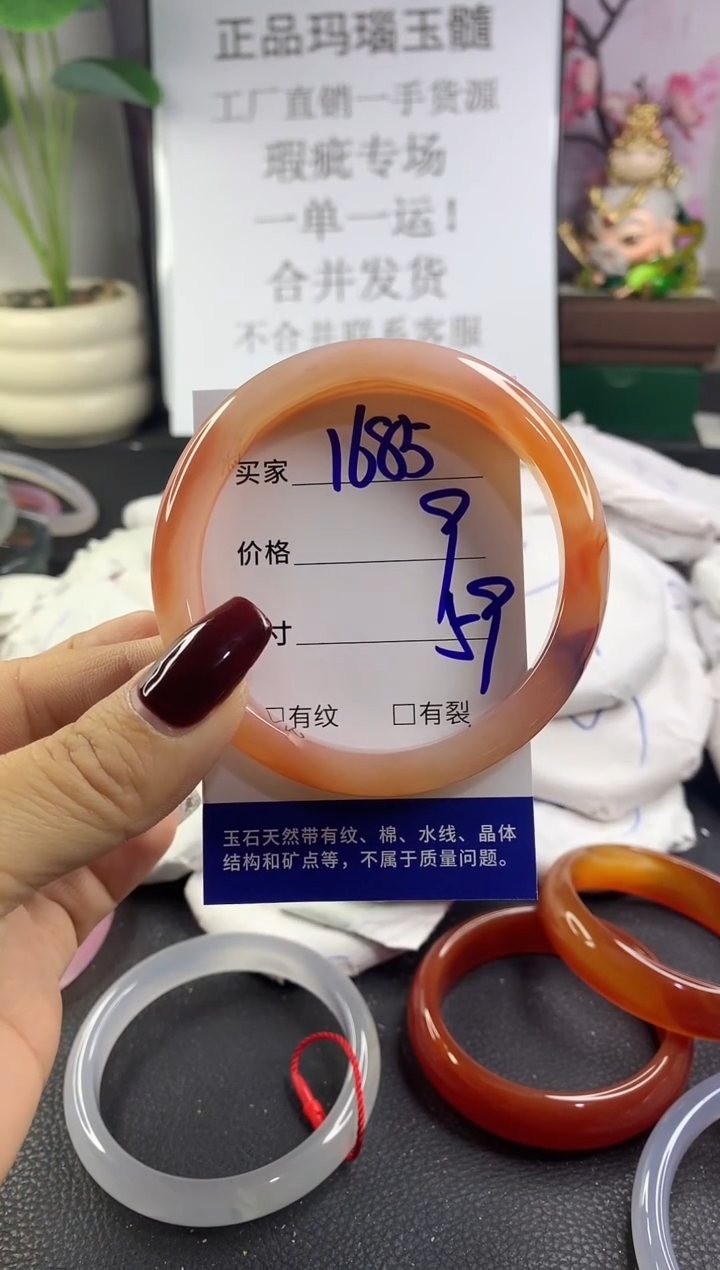 正品玛瑙玉髓
工厂直销一手货源
瑕疵专场
一单一运！
合并发货
不合并联系客服
买家 1685
价格 9
寸 59
□有纹 □有裂
玉石天然带有纹、棉、水线、晶体
结构和矿点等，不属于质量问题。